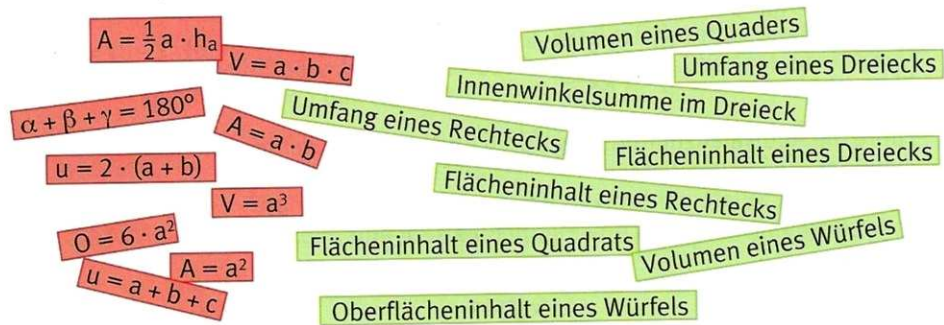 A = 1/2 a · hₐ
V = a · b · c
α + β + γ = 180°
A = a · b
u = 2 · (a + b)
V = a³
O = 6 · a²
A = a²
u = a + b + c
Volumen eines Quaders
Umfang eines Dreiecks
Innenwinkelsumme im Dreieck
Umfang eines Rechtecks
Flächeninhalt eines Dreiecks
Flächeninhalt eines Rechtecks
Flächeninhalt eines Quadrats
Volumen eines Würfels
Oberflächeninhalt eines Würfels